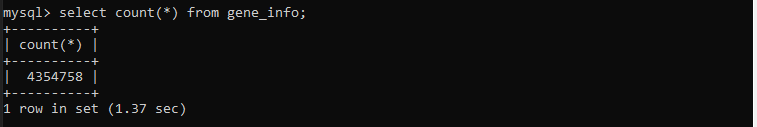 mysql> select count(*) from gene_info;
+----------+
| count(*) |
+----------+
|  4354758 |
+----------+
1 row in set (1.37 sec)